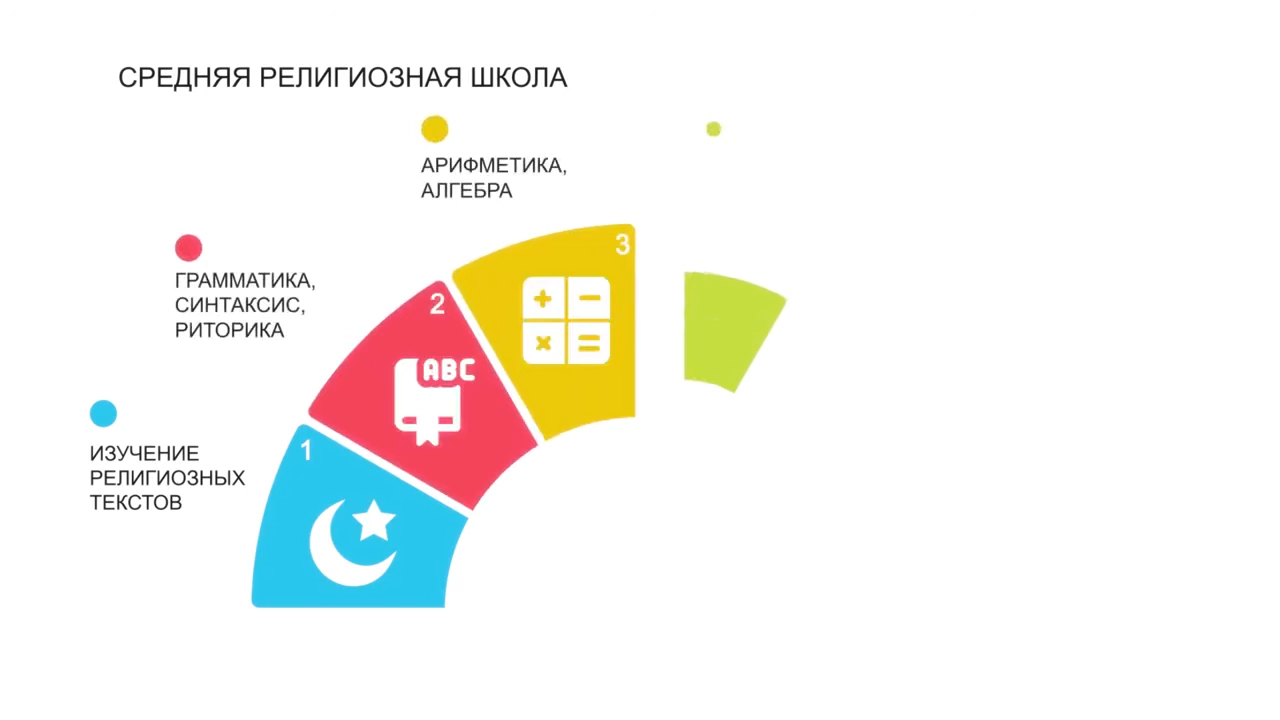 СРЕДНЯЯ РЕЛИГИОЗНАЯ ШКОЛА
АРИФМЕТИКА,
АЛГЕБРА
3
ГРАММАТИКА,
СИНТАКСИС,
РИТОРИКА
2
ABC
ИЗУЧЕНИЕ
РЕЛИГИОЗНЫХ
ТЕКСТОВ
1